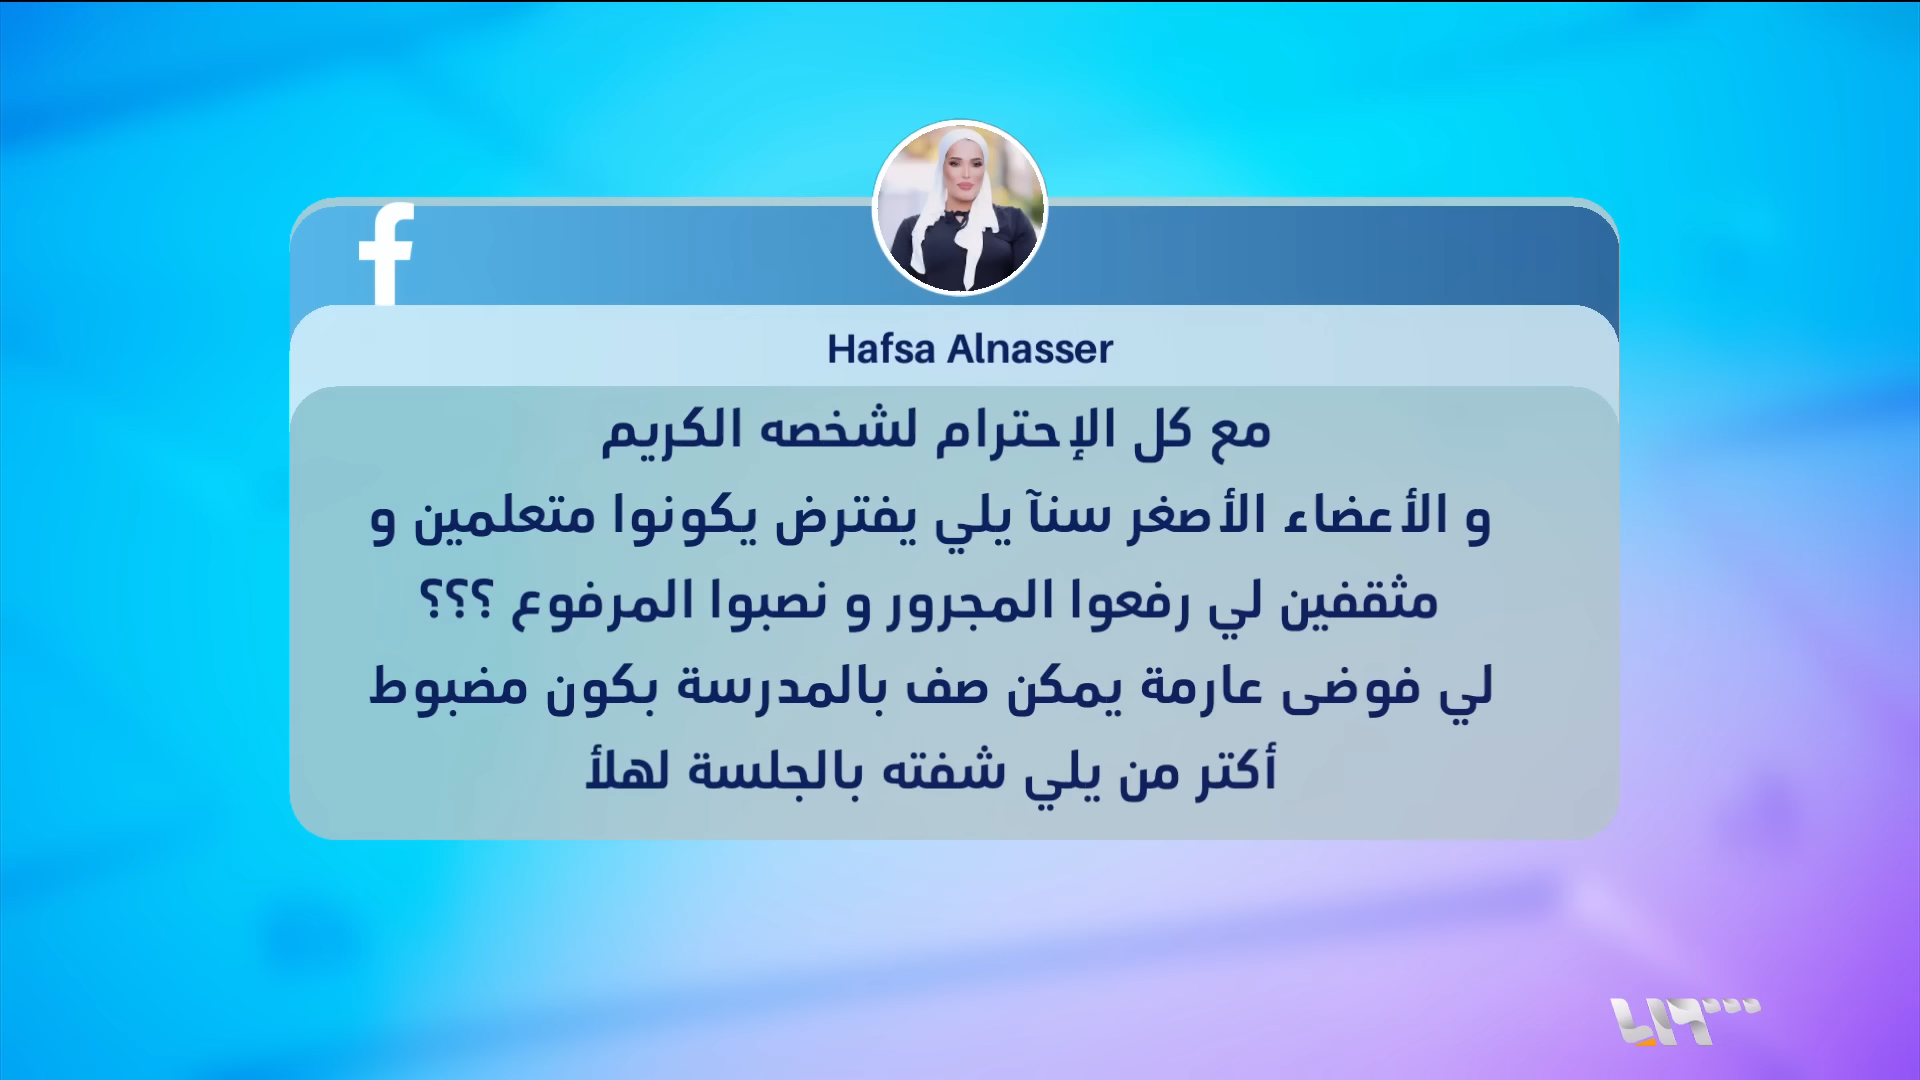 Hafsa Alnasser
مع كل الإحترام لشخصه الكريم
و الأعضاء الأصغر سنآ يلي يفترض يكونوا متعلمين و
مثقفين لي رفعوا المجرور و نصبوا المرفوع ؟؟؟
لي فوضى عارمة يمكن صف بالمدرسة بكون مضبوط
أكتر من يلي شفته بالجلسة لهلأ